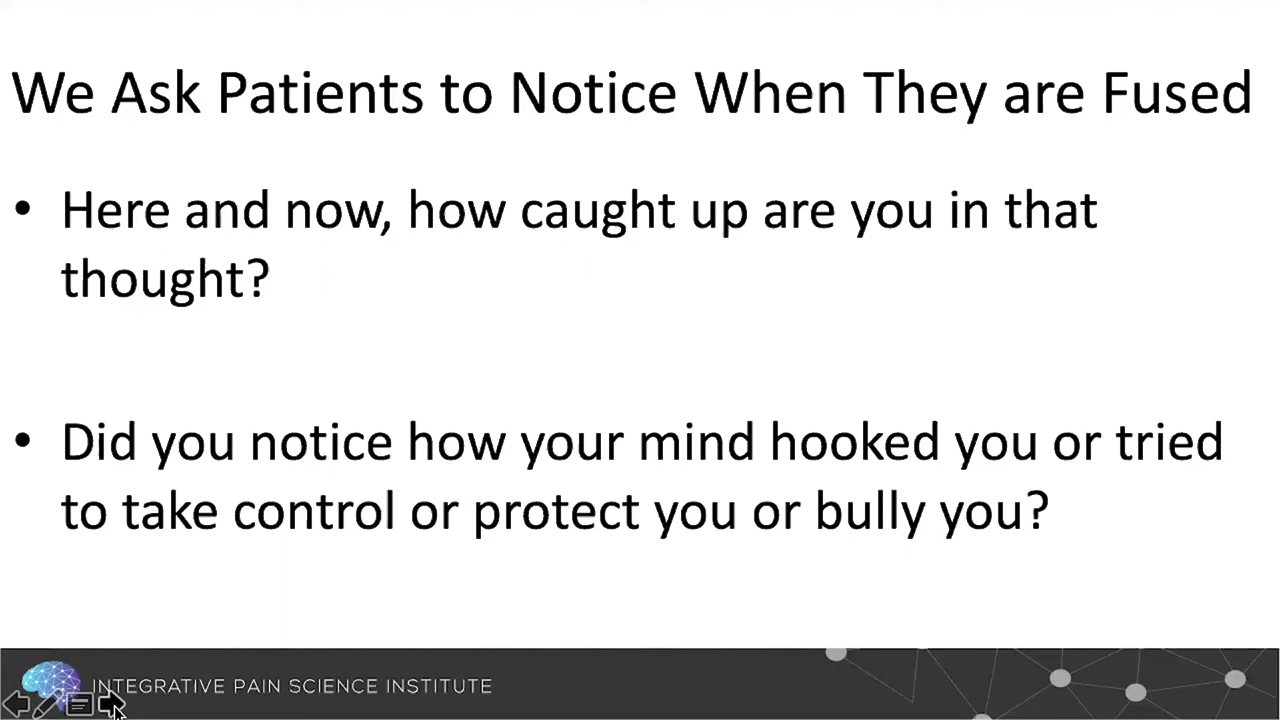 We Ask Patients to Notice When They are Fused
• Here and now, how caught up are you in that
thought?
• Did you notice how your mind hooked you or tried
to take control or protect you or bully you?
INTEGRATIVE PAIN SCIENCE INSTITUTE